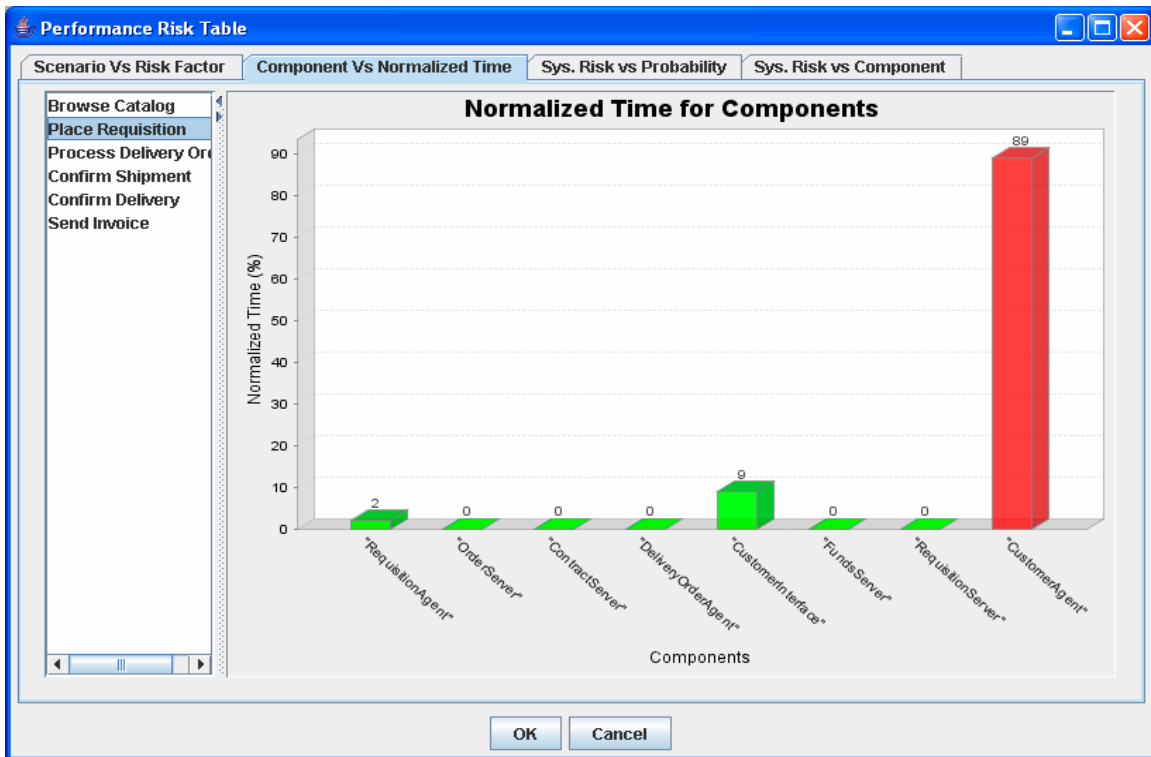 Performance Risk Table
Scenario Vs Risk Factor
Component Vs Normalized Time
Sys. Risk vs Probability
Sys. Risk vs Component
Browse Catalog
Place Requisition
Process Delivery Ord
Confirm Shipment
Confirm Delivery
Send Invoice
Normalized Time for Components
Normalized Time (%)
90
80
70
60
50
40
30
20
10
0
2
0
0
0
9
0
0
89
"RequisitionAgent"
"OrderServer"
"ContractServer"
"DeliveryOrderAgent"
"CustomerInterface"
"FundsServer"
"RequisitionServer"
"CustomerAgent"
Components
OK
Cancel